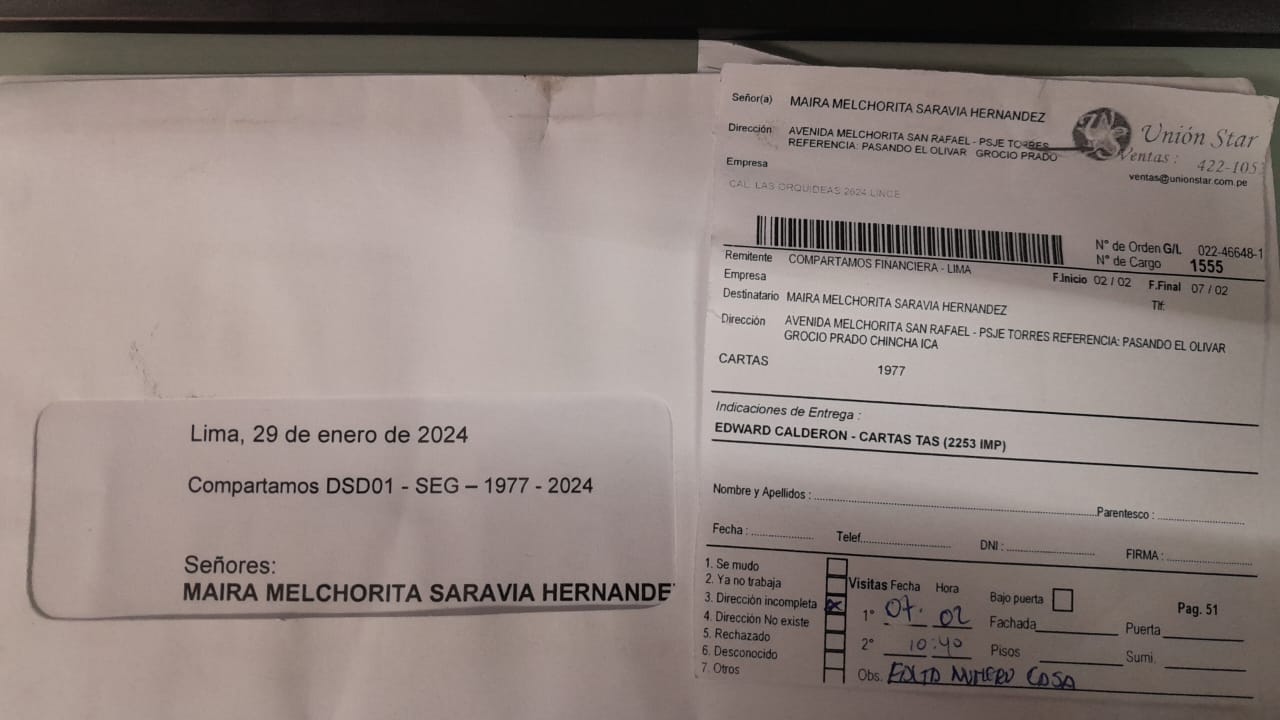 Lima, 29 de enero de 2024
Compartamos DSD01 - SEG – 1977 - 2024
Señores:
MAIRA MELCHORITA SARAVIA HERNANDE
Señor(a) MAIRA MELCHORITA SARAVIA HERNANDEZ
Dirección AVENIDA MELCHORITA SAN RAFAEL - PSJE TORRES
REFERENCIA: PASANDO EL OLIVAR GROCIO PRADO
Empresa
CAL. LAS ORQUIDEAS 2624 LINCE
Unión Star
Ventas : 422-1053
ventas@unionstar.com.pe
N° de Orden G/L 022-46648-1
N° de Cargo 1555
Remitente COMPARTAMOS FINANCIERA - LIMA
Empresa
F.Inicio 02 / 02 F.Final 07 / 02
Destinatario MAIRA MELCHORITA SARAVIA HERNANDEZ
Tlf:
Dirección AVENIDA MELCHORITA SAN RAFAEL - PSJE TORRES REFERENCIA: PASANDO EL OLIVAR
GROCIO PRADO CHINCHA ICA
CARTAS 1977
Indicaciones de Entrega :
EDWARD CALDERON - CARTAS TAS (2253 IMP)
Nombre y Apellidos : Parentesco :
Fecha : Telef. DNI : FIRMA :
1. Se mudo
2. Ya no trabaja
3. Dirección incompleta
4. Dirección No existe
5. Rechazado
6. Desconocido
7. Otros
Visitas Fecha Hora
1° 07. 02
2° 10:40
Obs. NUMERO CASA
Bajo puerta
Fachada Puerta
Pisos Sumi.
Pag. 51